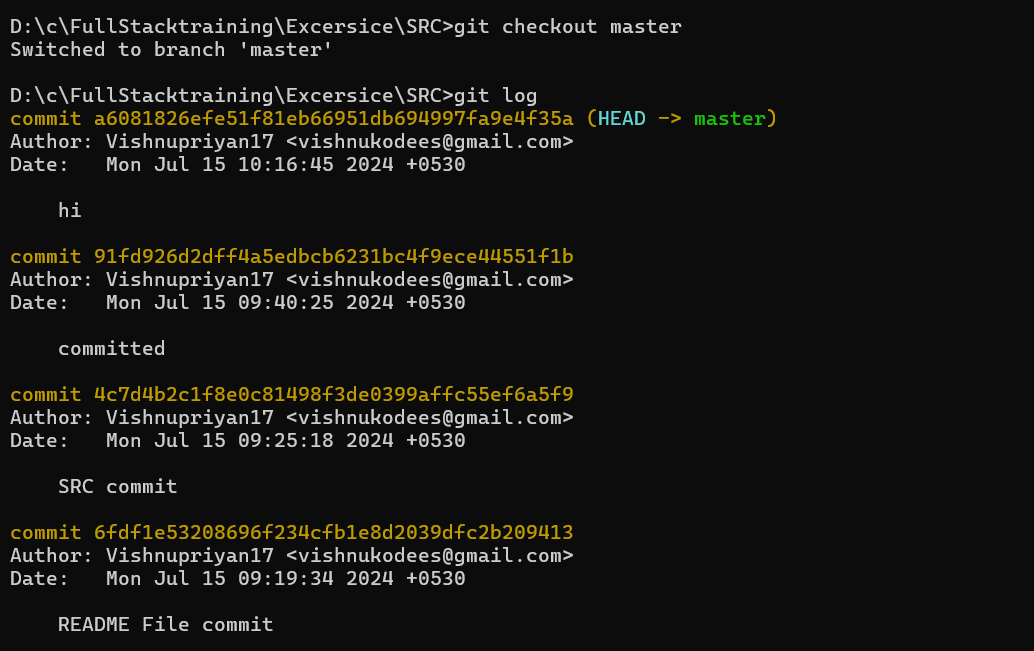 D:\c\FullStacktraining\Excersice\SRC>git checkout master
Switched to branch 'master'
D:\c\FullStacktraining\Excersice\SRC>git log
commit a6081826efe51f81eb66951db694997fa9e4f35a (HEAD -> master)
Author: Vishnupriyan17 <vishnukodees@gmail.com>
Date:   Mon Jul 15 10:16:45 2024 +0530
    hi
commit 91fd926d2dff4a5edbcb6231bc4f9ece44551f1b
Author: Vishnupriyan17 <vishnukodees@gmail.com>
Date:   Mon Jul 15 09:40:25 2024 +0530
    committed
commit 4c7d4b2c1f8e0c81498f3de0399affc55ef6a5f9
Author: Vishnupriyan17 <vishnukodees@gmail.com>
Date:   Mon Jul 15 09:25:18 2024 +0530
    SRC commit
commit 6fdf1e53208696f234cfb1e8d2039dfc2b209413
Author: Vishnupriyan17 <vishnukodees@gmail.com>
Date:   Mon Jul 15 09:19:34 2024 +0530
    README File commit